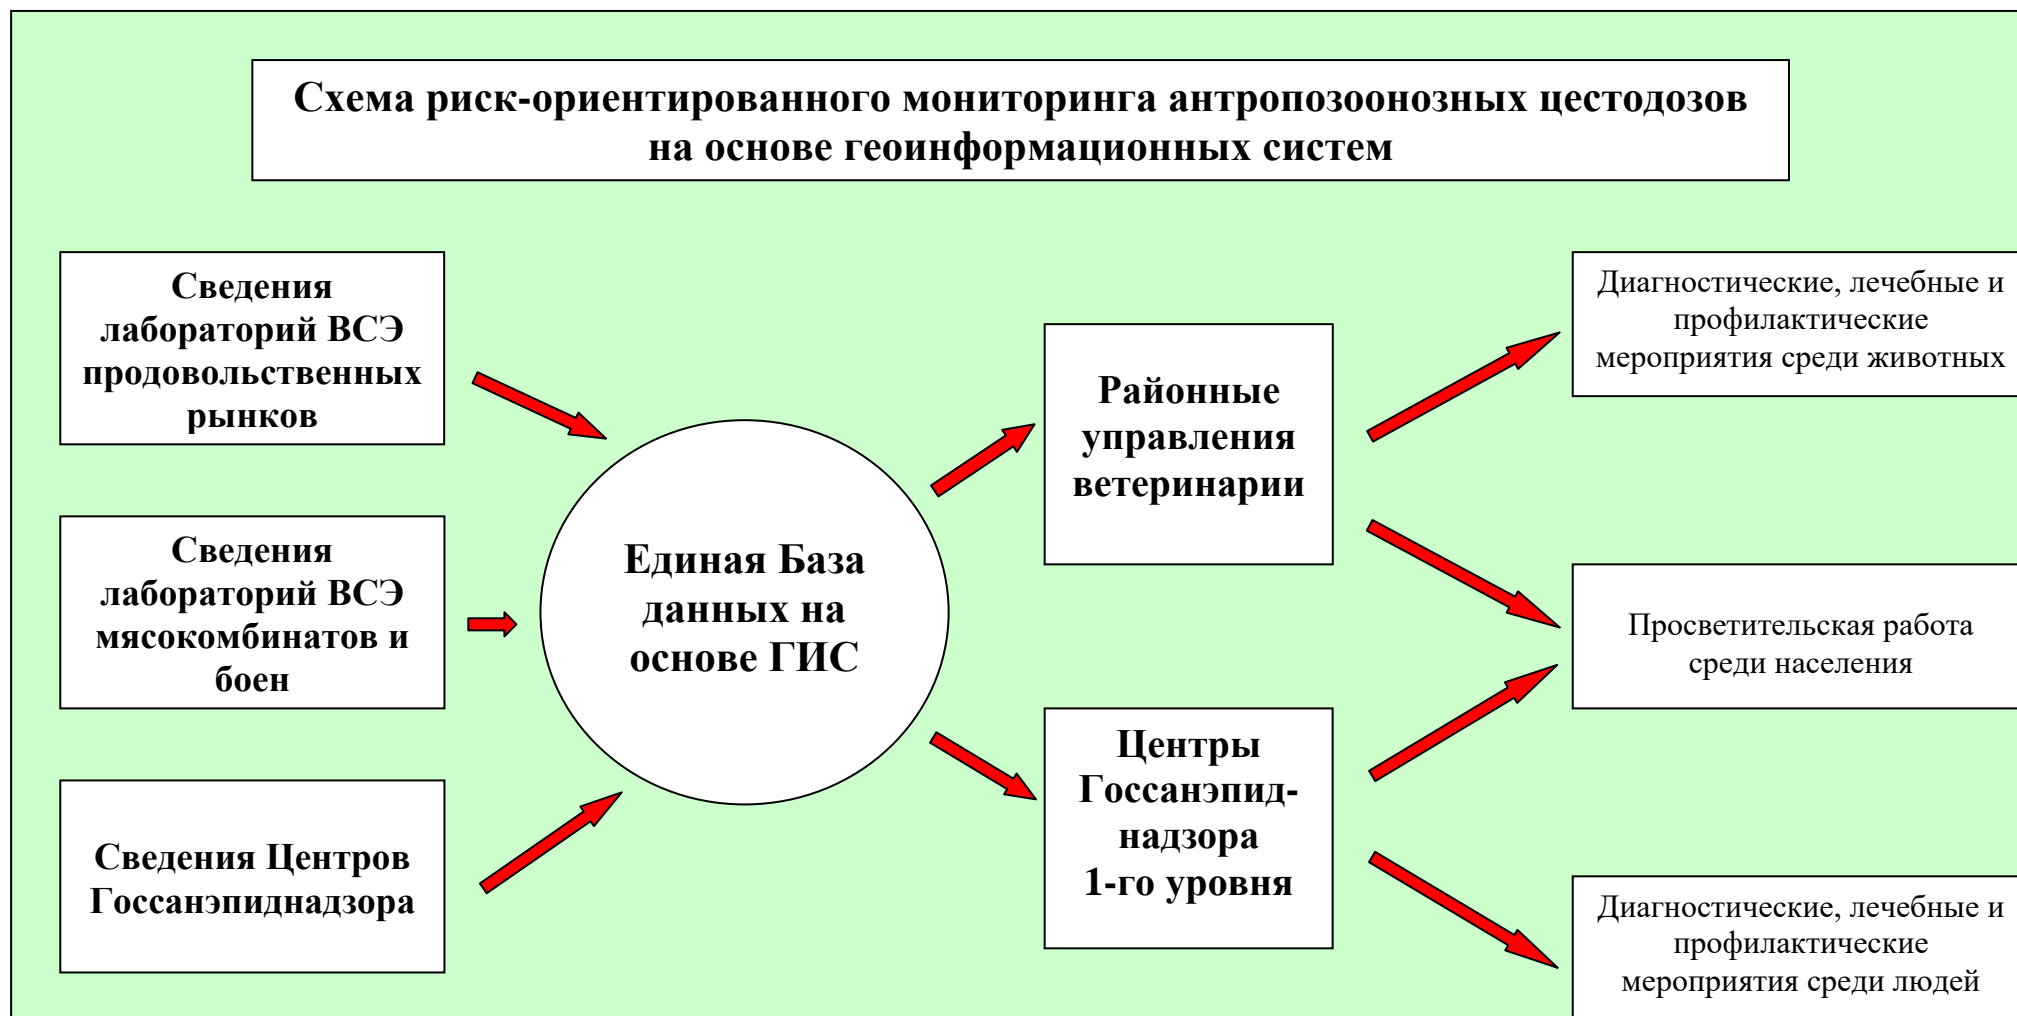 Схема риск-ориентированного мониторинга антропозоонозных цестодозов
на основе геоинформационных систем
Сведения
лабораторий ВСЭ
продовольственных
рынков
Сведения
лабораторий ВСЭ
мясокомбинатов и
боен
Сведения Центров
Госсанэпиднадзора
Единая База
данных на
основе ГИС
Районные
управления
ветеринарии
Центры
Госсанэпид-
надзора
1-го уровня
Диагностические, лечебные и
профилактические
мероприятия среди животных
Просветительская работа
среди населения
Диагностические, лечебные и
профилактические
мероприятия среди людей